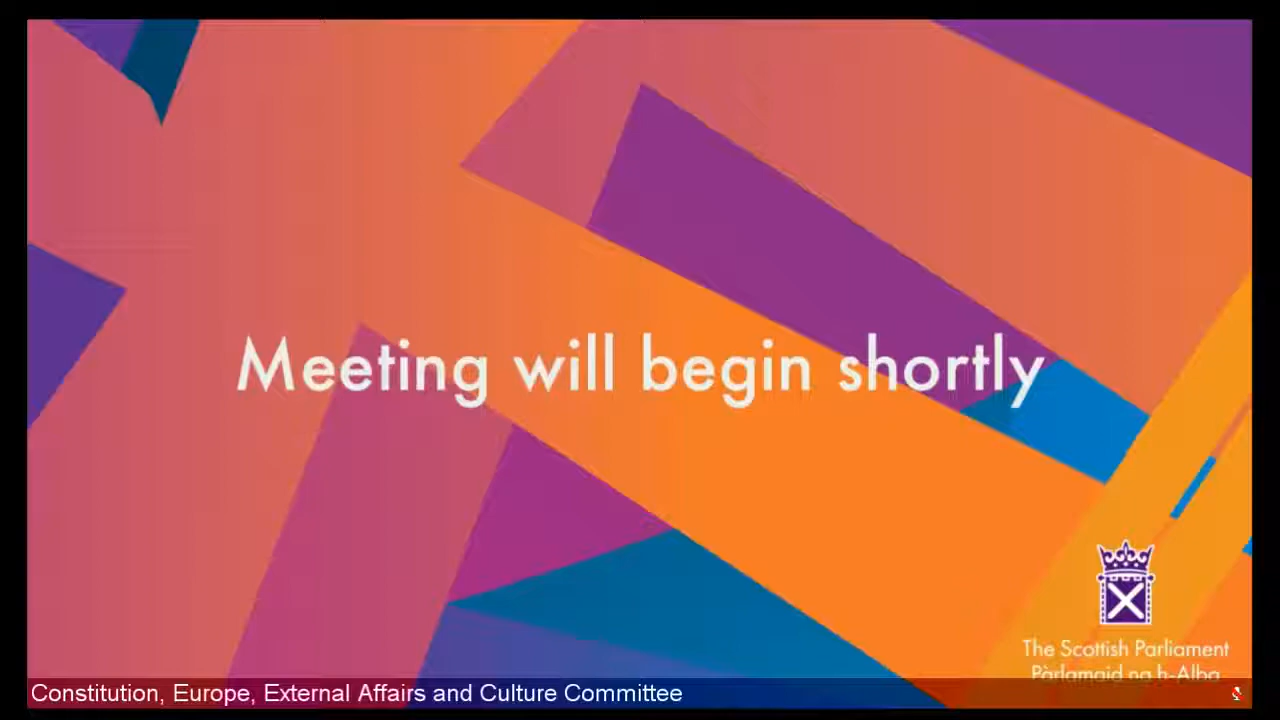 Meeting will begin shortly
The Scottish Parliament
Pàrlamaid na h-Alba
Constitution, Europe, External Affairs and Culture Committee